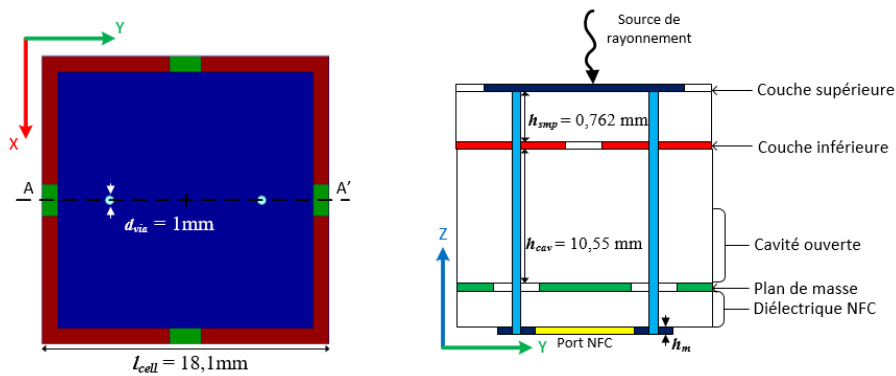 Y
X
A
A'
d_via = 1mm
l_cell = 18,1mm
Source de
rayonnement
Couche supérieure
h_smp = 0,762 mm
Couche inférieure
h_cav = 10,55 mm
Cavité ouverte
Z
Plan de masse
Diélectrique NFC
Y
Port NFC
h_m